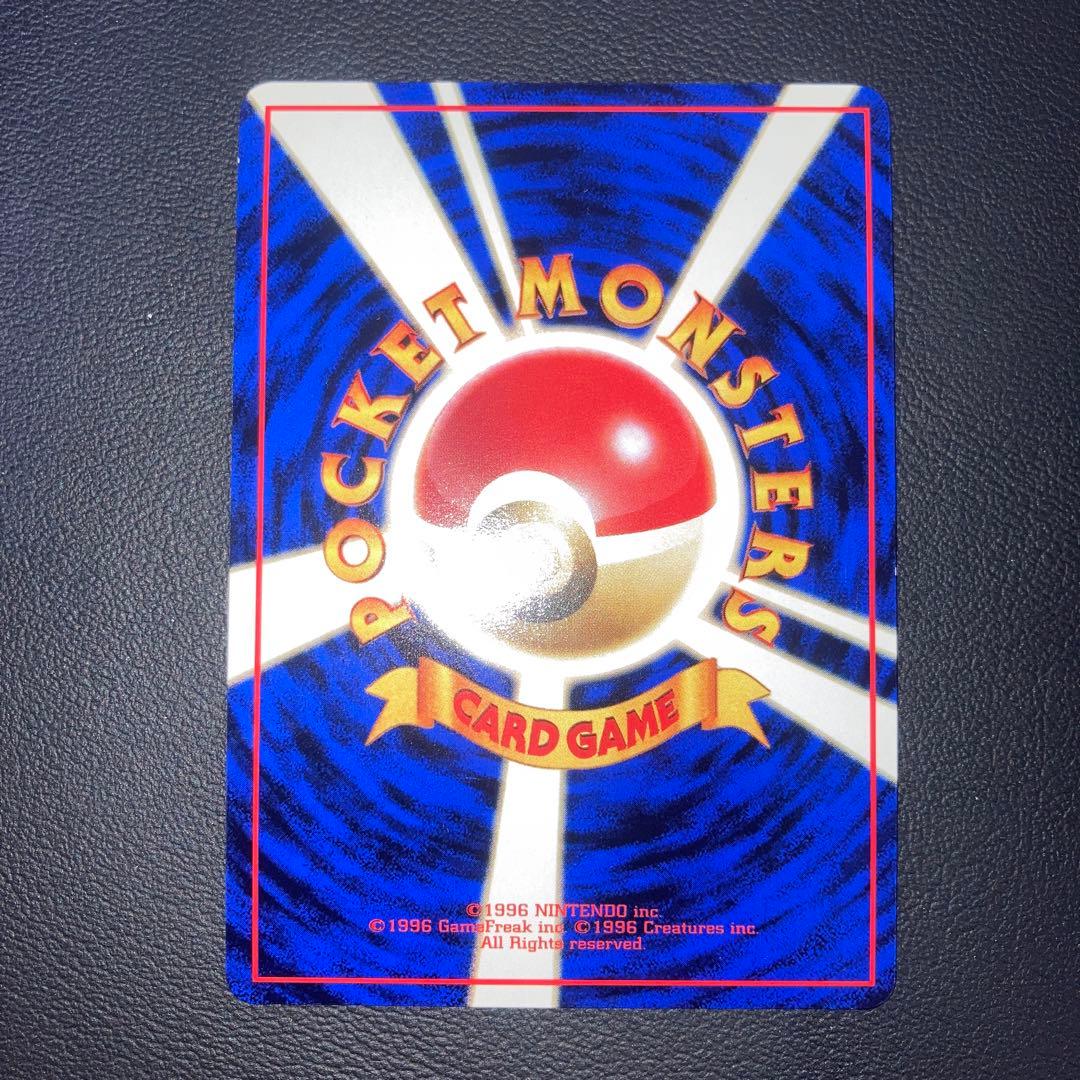 POCKET MONSTERS
CARD GAME
©1996 NINTENDO inc.
©1996 GameFreak inc. ©1996 Creatures inc.
All Rights reserved.